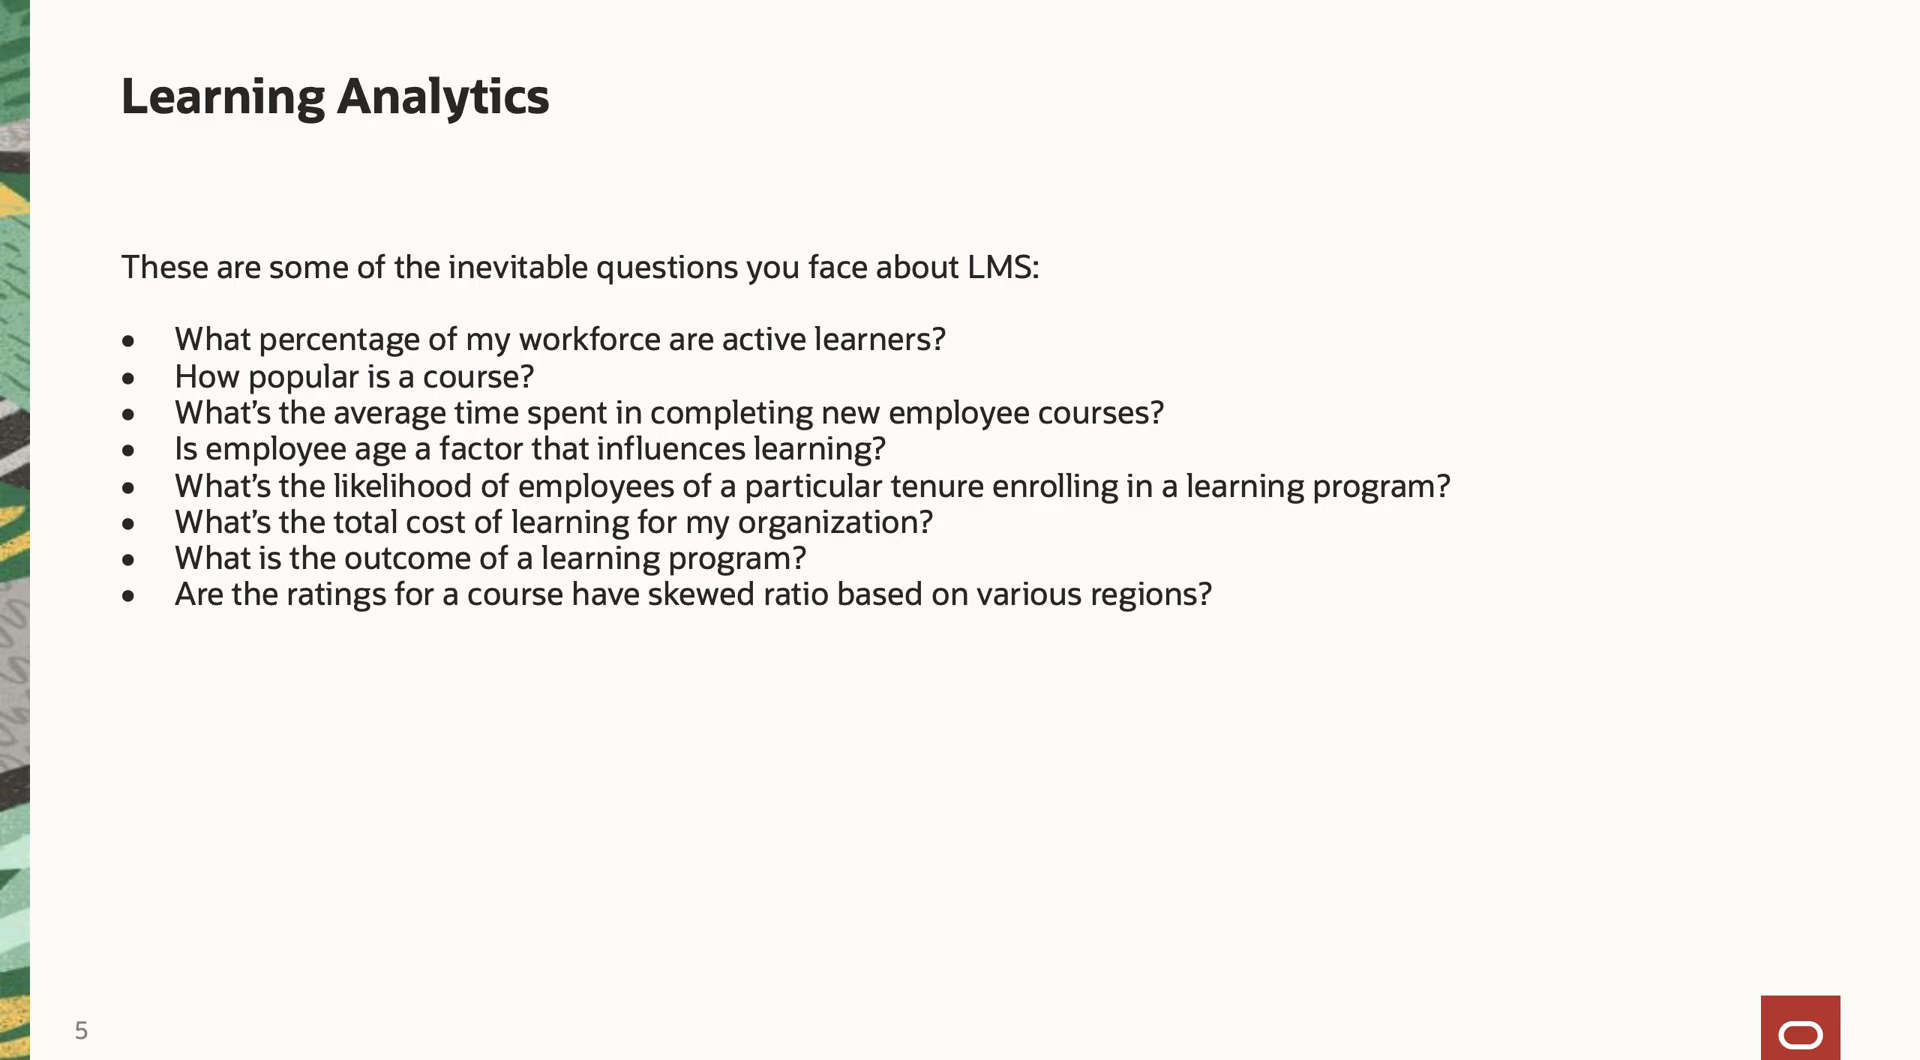 Learning Analytics
These are some of the inevitable questions you face about LMS:
• What percentage of my workforce are active learners?
• How popular is a course?
• What’s the average time spent in completing new employee courses?
• Is employee age a factor that influences learning?
• What’s the likelihood of employees of a particular tenure enrolling in a learning program?
• What’s the total cost of learning for my organization?
• What is the outcome of a learning program?
• Are the ratings for a course have skewed ratio based on various regions?
5